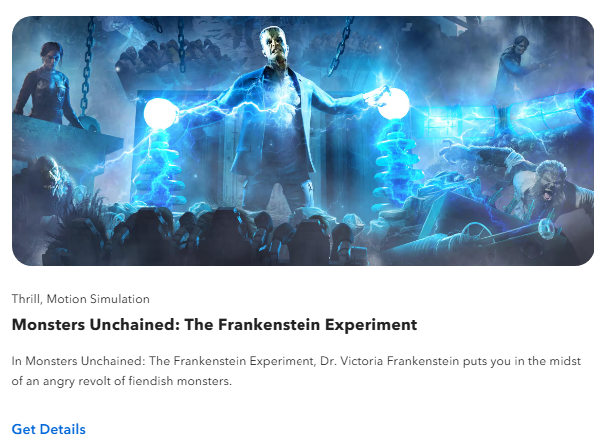 Thrill, Motion Simulation
Monsters Unchained: The Frankenstein Experiment
In Monsters Unchained: The Frankenstein Experiment, Dr. Victoria Frankenstein puts you in the midst
of an angry revolt of fiendish monsters.
Get Details